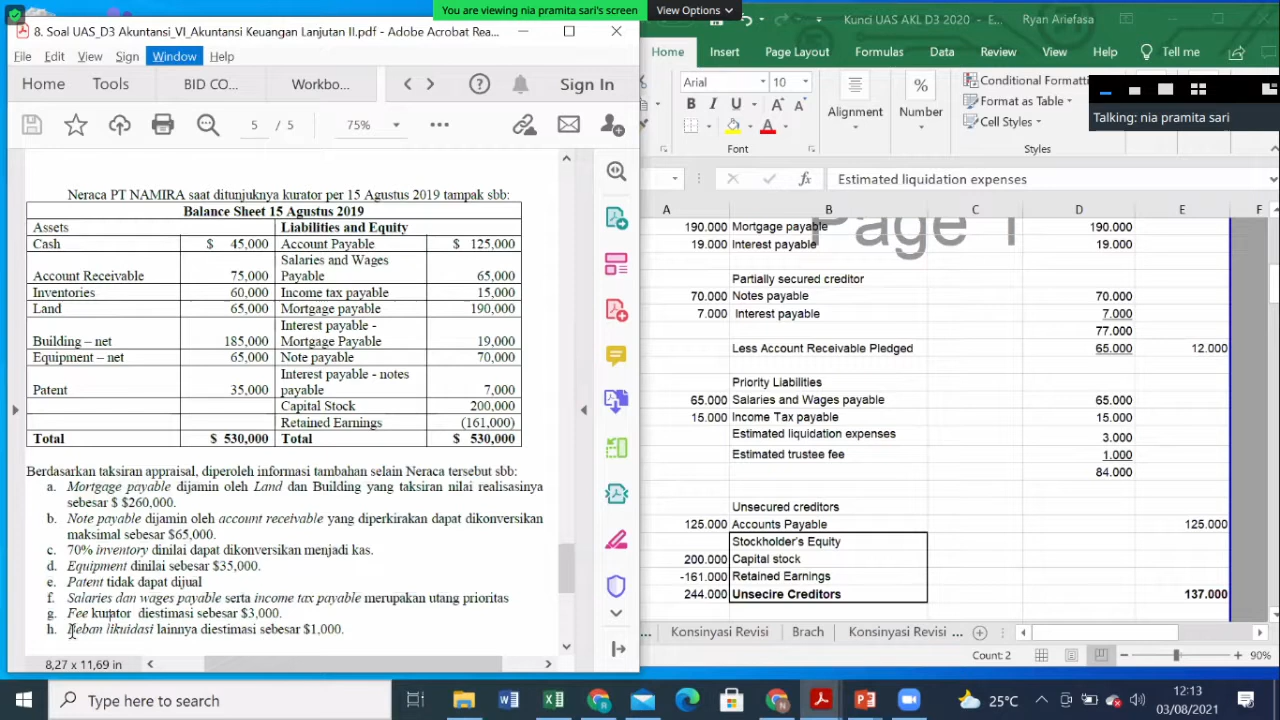 You are viewing nia pramita sari's screen
View Options
8. Soal UAS_D3 Akuntansi_VI_Akuntansi Keuangan Lanjutan II.pdf - Adobe Acrobat Rea...
File Edit View Sign Window Help
Home Tools BID CO... Workbo... Sign In
5 / 5 75%
Neraca PT NAMIRA saat ditunjuknya kurator per 15 Agustus 2019 tampak sbb:
Balance Sheet 15 Agustus 2019
Assets Liabilities and Equity
Cash $ 45,000 Account Payable $ 125,000
Salaries and Wages
Account Receivable 75,000 Payable 65,000
Inventories 60,000 Income tax payable 15,000
Land 65,000 Mortgage payable 190,000
Interest payable -
Building – net 185,000 Mortgage Payable 19,000
Equipment – net 65,000 Note payable 70,000
Interest payable - notes
Patent 35,000 payable 7,000
Capital Stock 200,000
Retained Earnings (161,000)
Total $ 530,000 Total $ 530,000
Berdasarkan taksiran appraisal, diperoleh informasi tambahan selain Neraca tersebut sbb:
a. Mortgage payable dijamin oleh Land dan Building yang taksiran nilai realisasinya
sebesar $ $260,000.
b. Note payable dijamin oleh account receivable yang diperkirakan dapat dikonversikan
maksimal sebesar $65,000.
c. 70% inventory dinilai dapat dikonversikan menjadi kas.
d. Equipment dinilai sebesar $35,000.
e. Patent tidak dapat dijual
f. Salaries dan wages payable serta income tax payable merupakan utang prioritas
g. Fee kurator diestimasi sebesar $3,000.
h. Beban likuidasi lainnya diestimasi sebesar $1,000.
8,27 x 11,69 in
Kunci UAS AKL D3 2020 - E... Ryan Ariefasa
Home Insert Page Layout Formulas Data Review View Help Tell me
Arial 10
B I U A A
A
Font
Alignment
%
Number
Conditional Formatti
Format as Table
Cell Styles
Styles
Talking: nia pramita sari
fx Estimated liquidation expenses
A B C D E F
Page 1
190.000 Mortgage payable 190.000
19.000 Interest payable 19.000
Partially secured creditor
70.000 Notes payable 70.000
7.000 Interest payable 7.000
77.000
Less Account Receivable Pledged 65.000 12.000
Priority Liabilities
65.000 Salaries and Wages payable 65.000
15.000 Income Tax payable 15.000
Estimated liquidation expenses 3.000
Estimated trustee fee 1.000
84.000
Unsecured creditors
125.000 Accounts Payable 125.000
Stockholder's Equity
200.000 Capital stock
-161.000 Retained Earnings
244.000 Unsecire Creditors 137.000
... Konsinyasi Revisi Brach Konsinyasi Revisi ...
Count: 2 90%
Type here to search
25°C
12:13
03/08/2021